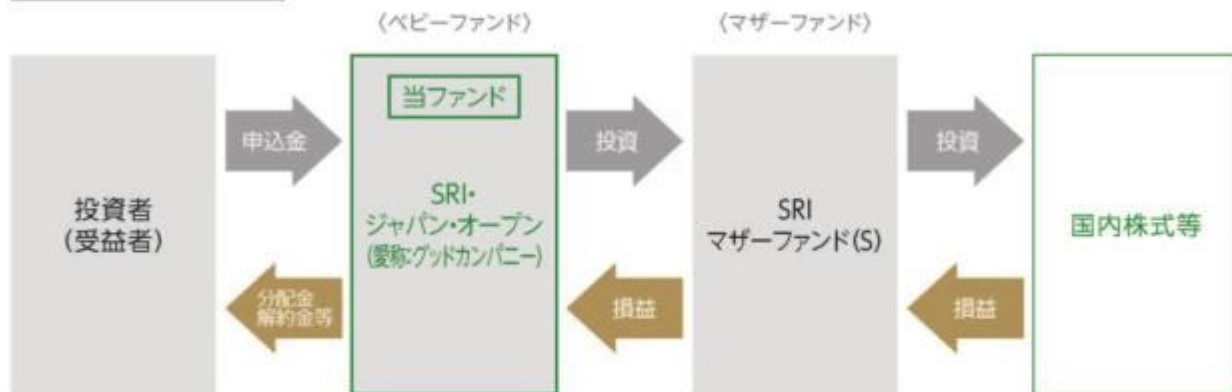 〈ベビーファンド〉
〈マザーファンド〉
当ファンド
申込金
投資
投資
投資者
(受益者)
SRI・
ジャパン・オープン
(愛称:グッドカンパニー)
SRI
マザーファンド(S)
国内株式等
分配金
解約金等
損益
損益